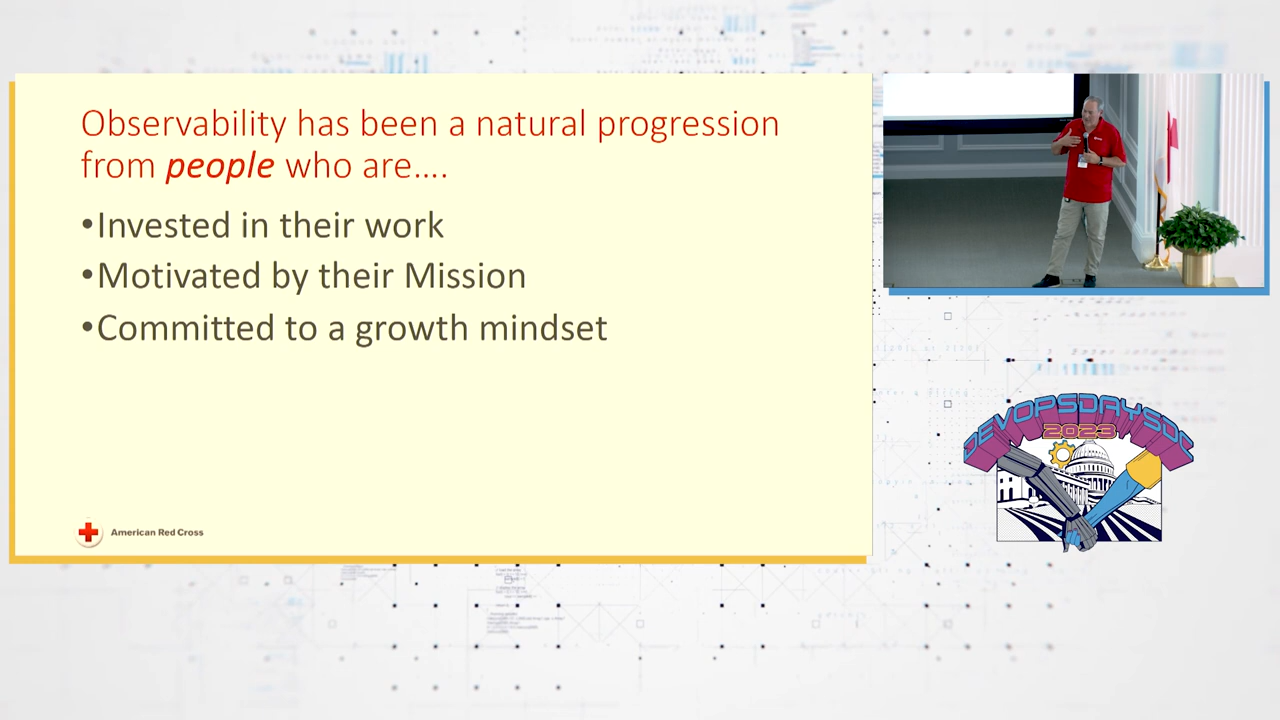 Observability has been a natural progression
from people who are....
•Invested in their work
•Motivated by their Mission
•Committed to a growth mindset
American Red Cross
DEVOPSDAYSDC
2023